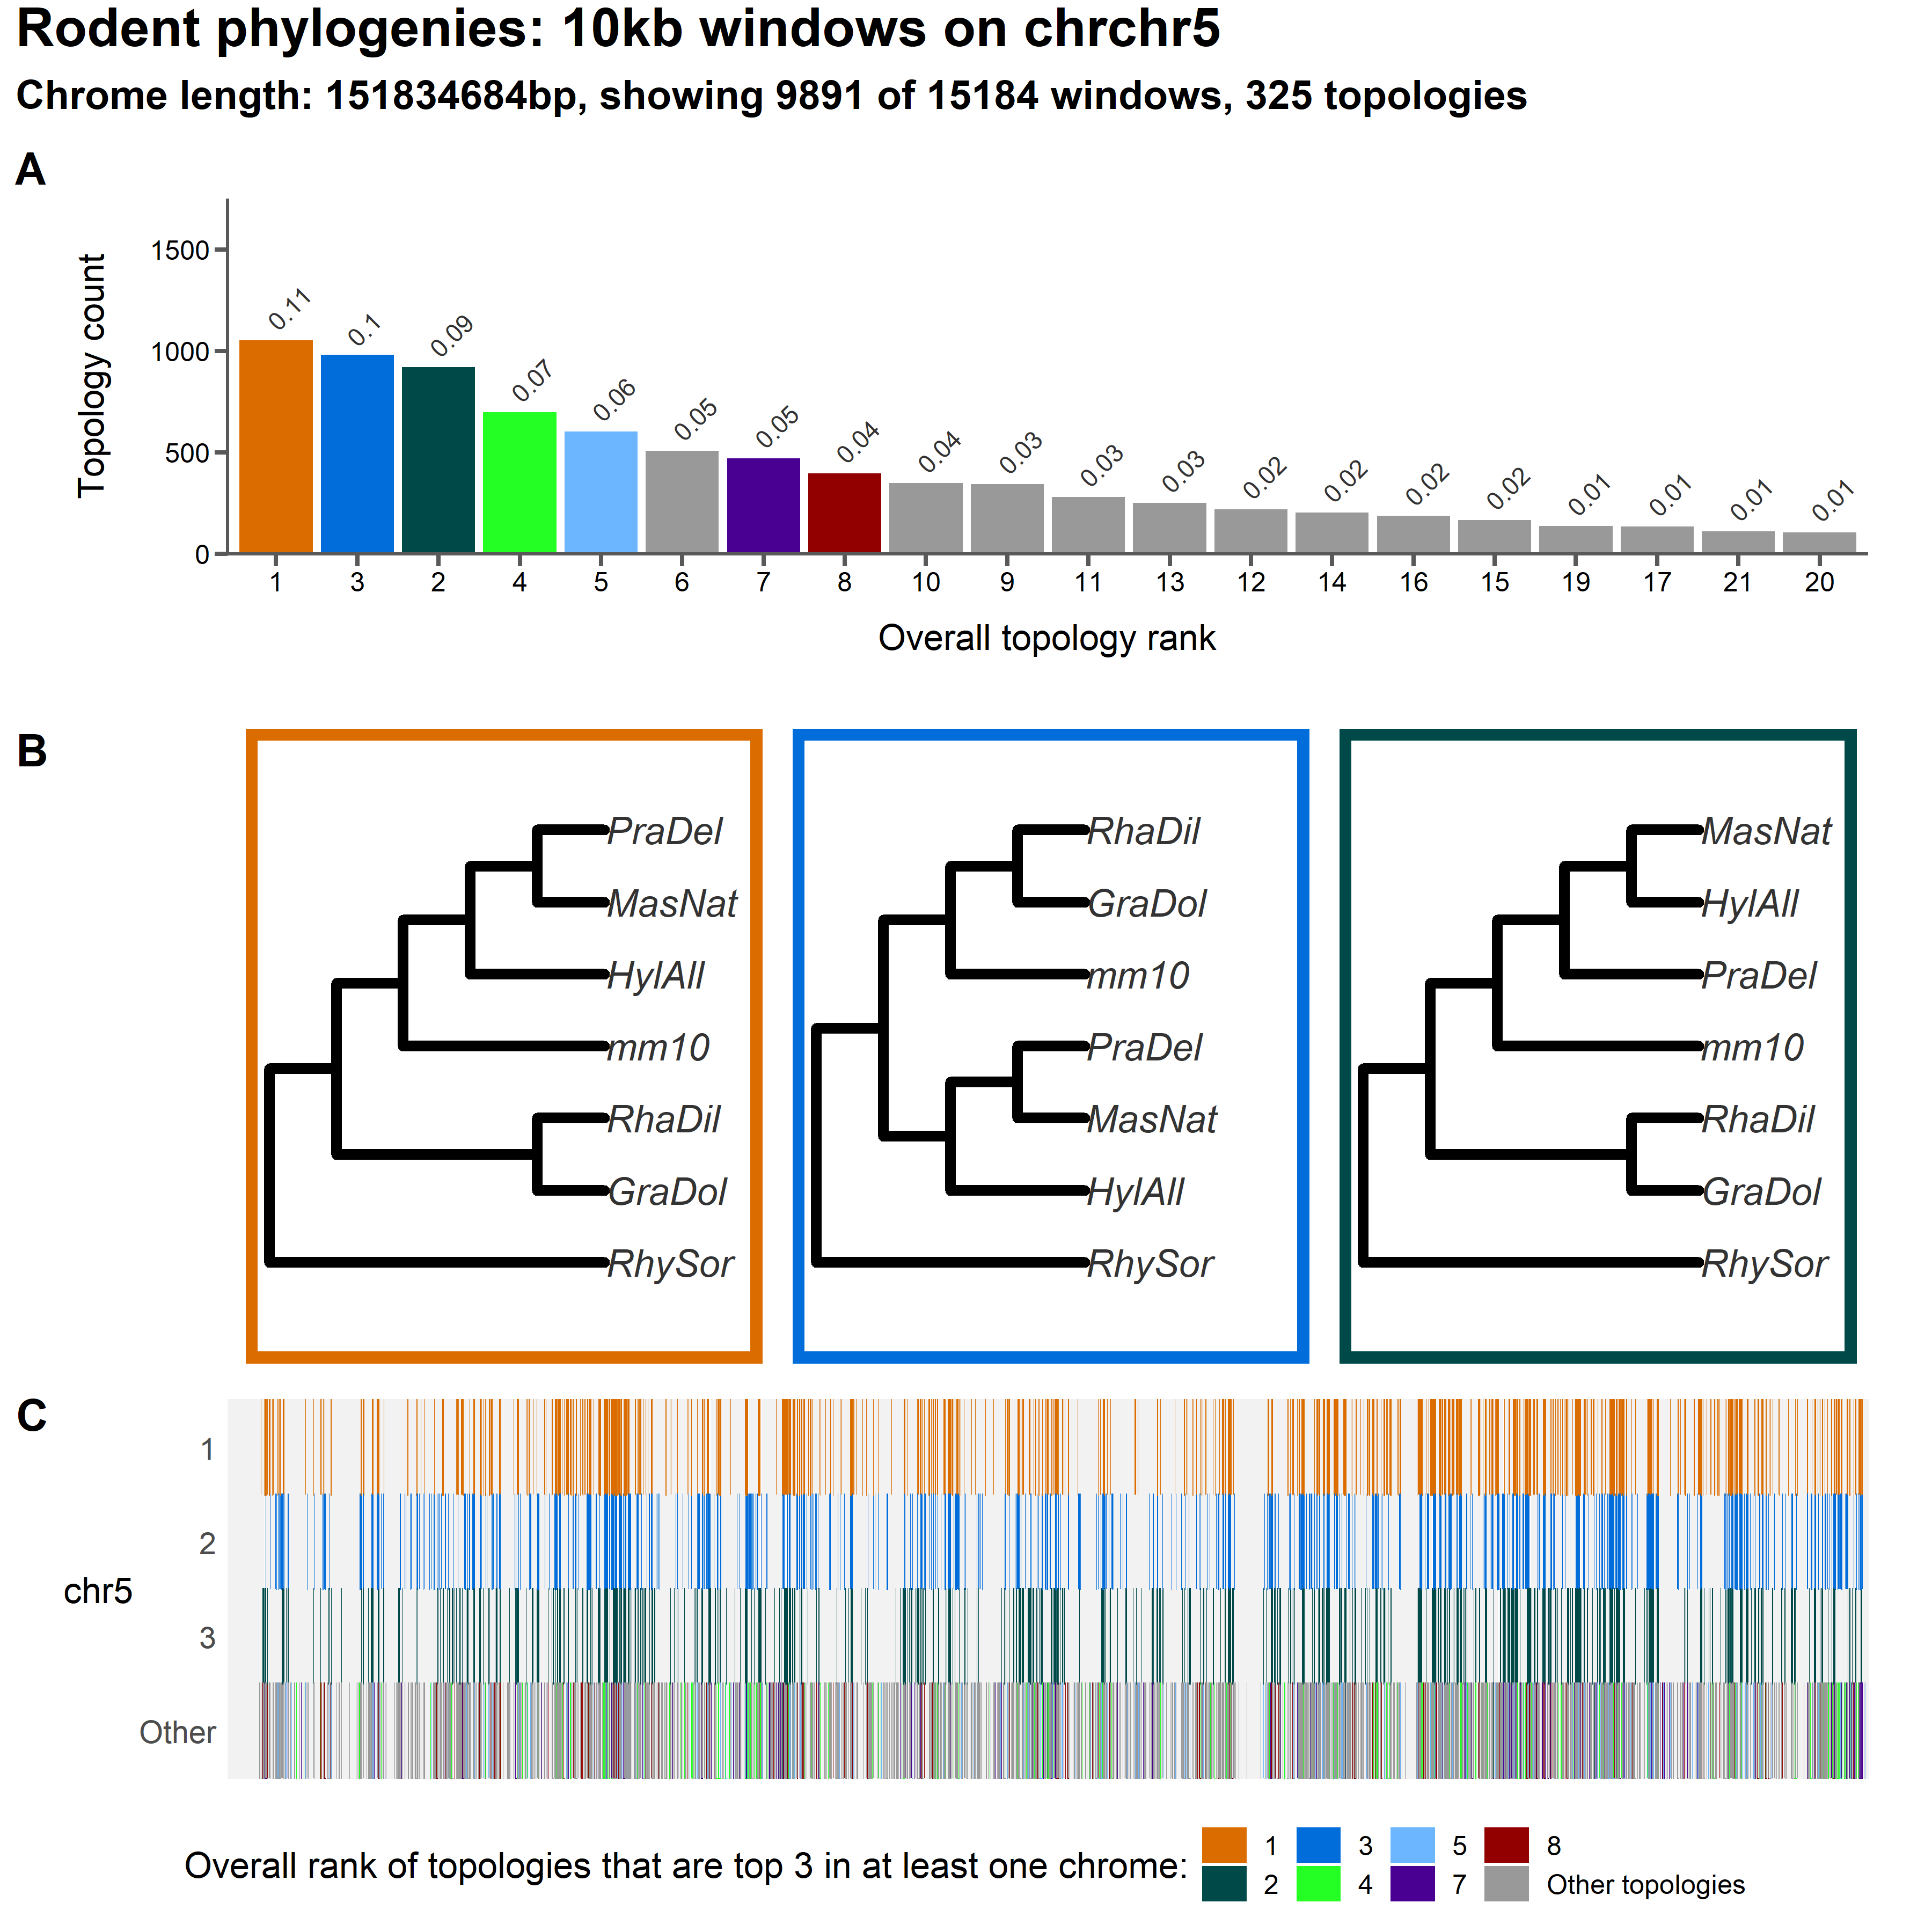 Rodent phylogenies: 10kb windows on chrchr5
Chrome length: 151834684bp, showing 9891 of 15184 windows, 325 topologies
A
Topology count
1500
1000
500
0
0.11 0.1 0.09 0.07 0.06 0.05 0.05 0.04 0.04 0.03 0.03 0.03 0.02 0.02 0.02 0.02 0.01 0.01 0.01 0.01
1 3 2 4 5 6 7 8 10 9 11 13 12 14 16 15 19 17 21 20
Overall topology rank
B
PraDel
MasNat
HylAll
mm10
RhaDil
GraDol
RhySor
RhaDil
GraDol
mm10
PraDel
MasNat
HylAll
RhySor
MasNat
HylAll
PraDel
mm10
RhaDil
GraDol
RhySor
C
chr5
1
2
3
Other
Overall rank of topologies that are top 3 in at least one chrome:
1 3 5 8
2 4 7 Other topologies